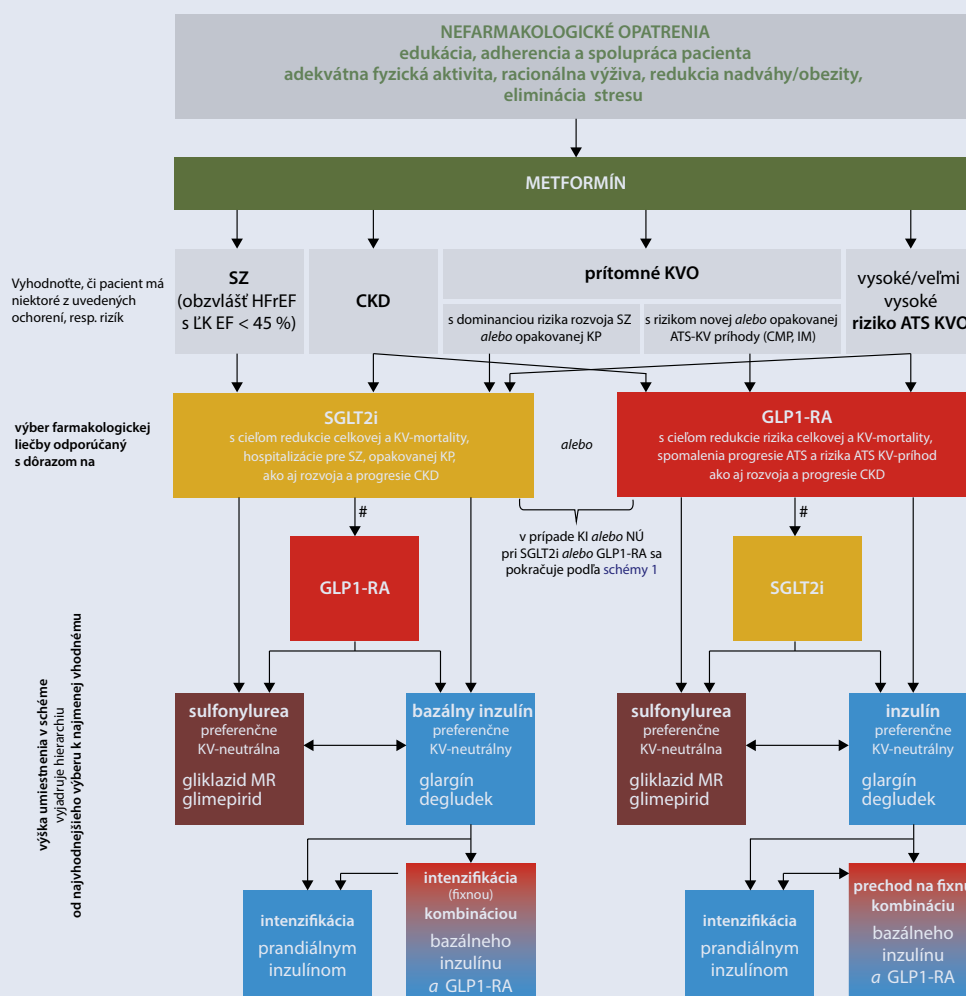 NEFARMAKOLOGICKÉ OPATRENIA
edukácia, adherencia a spolupráca pacienta
adekvátna fyzická aktivita, racionálna výživa, redukcia nadváhy/obezity,
eliminácia stresu
METFORMÍN
Vyhodnoťte, či pacient má
niektoré z uvedených
ochorení, resp. rizík
SZ
(obzvlášť HFrEF
s ĽK EF < 45 %)
CKD
prítomné KVO
s dominanciou rizika rozvoja SZ
alebo opakovanej KP
s rizikom novej alebo opakovanej
ATS-KV príhody (CMP, IM)
vysoké/veľmi
vysoké
riziko ATS KVO
výber farmakologickej
liečby odporúčaný
s dôrazom na
SGLT2i
s cieľom redukcie celkovej a KV-mortality,
hospitalizácie pre SZ, opakovanej KP,
ako aj rozvoja a progresie CKD
alebo
GLP1-RA
s cieľom redukcie rizika celkovej a KV-mortality,
spomalenia progresie ATS a rizika ATS KV-príhod
ako aj rozvoja a progresie CKD
#
#
v prípade KI alebo NÚ
pri SGLT2i alebo GLP1-RA sa
pokračuje podľa schémy 1
GLP1-RA
SGLT2i
výška umiestnenia v schéme
vyjadruje hierarchiu
od najvhodnejšieho výberu k najmenej vhodnému
sulfonylurea
preferenčne
KV-neutrálna
gliklazid MR
glimepirid
bazálny inzulín
preferenčne
KV-neutrálny
glargín
degludek
sulfonylurea
preferenčne
KV-neutrálna
gliklazid MR
glimepirid
inzulín
preferenčne
KV-neutrálny
glargín
degludek
intenzifikácia
prandiálnym
inzulínom
intenzifikácia
(fixnou)
kombináciou
bazálneho
inzulínu
a GLP1-RA
intenzifikácia
prandiálnym
inzulínom
prechod na fixnú
kombináciu
bazálneho
inzulínu
a GLP1-RA